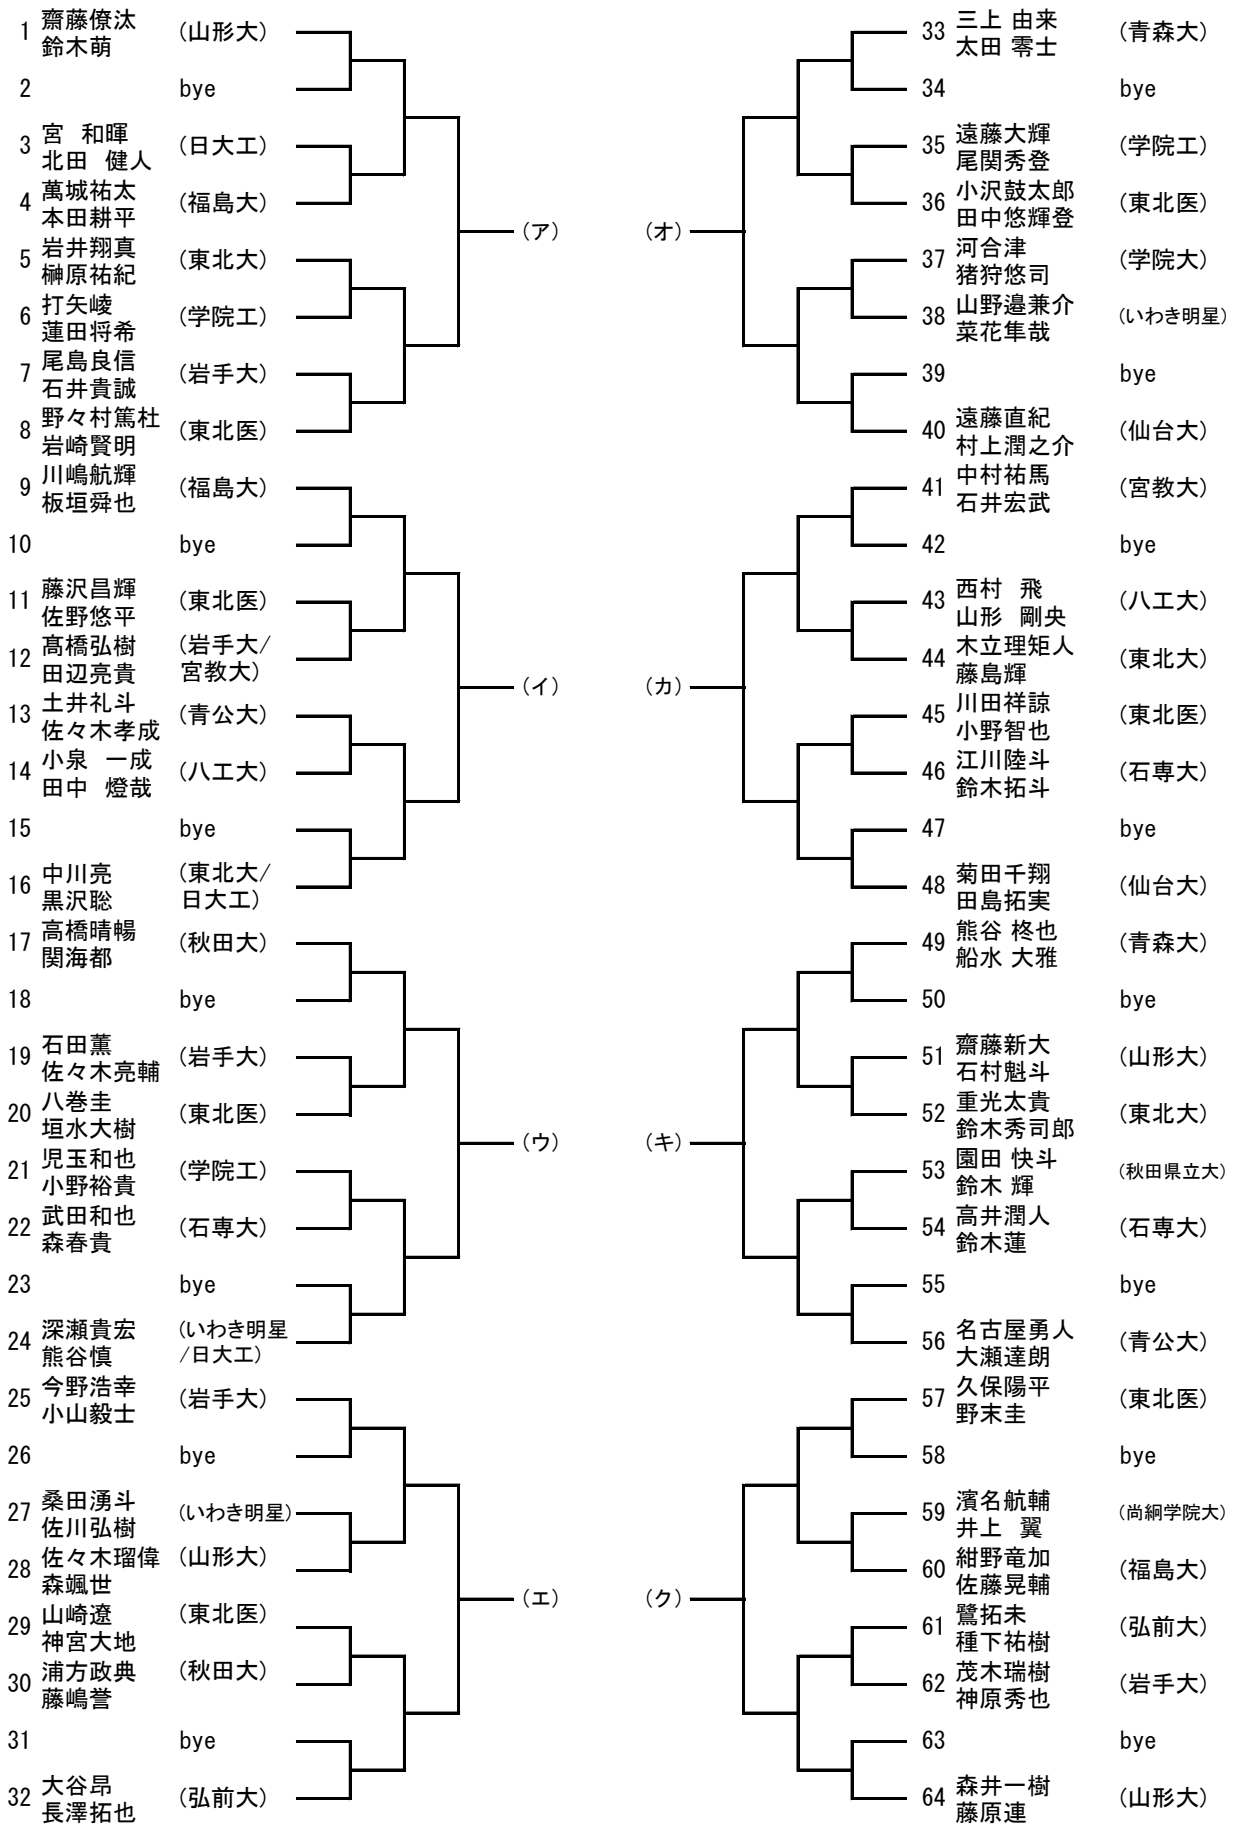 1 齋藤僚汰 (山形大)
鈴木萌
2 bye
3 宮 和暉 (日大工)
北田 健人
4 萬城祐太 (福島大)
本田耕平
5 岩井翔真 (東北大)
榊原祐紀
6 打矢崚 (学院工)
蓮田将希
7 尾島良信 (岩手大)
石井貴誠
8 野々村篤杜 (東北医)
岩崎賢明
(ア)
9 川嶋航輝 (福島大)
板垣舜也
10 bye
11 藤沢昌輝 (東北医)
佐野悠平
12 髙橋弘樹 (岩手大/
田辺亮貴 宮教大)
13 土井礼斗 (青公大)
佐々木孝成
14 小泉 一成 (八工大)
田中 燈哉
15 bye
16 中川亮 (東北大/
黒沢聡 日大工)
(イ)
17 高橋晴暢 (秋田大)
関海都
18 bye
19 石田薫 (岩手大)
佐々木亮輔
20 八巻圭 (東北医)
垣水大樹
21 児玉和也 (学院工)
小野裕貴
22 武田和也 (石専大)
森春貴
23 bye
24 深瀬貴宏 (いわき明星
熊谷慎 /日大工)
(ウ)
25 今野浩幸 (岩手大)
小山毅士
26 bye
27 桑田湧斗 (いわき明星)
佐川弘樹
28 佐々木瑠偉 (山形大)
森颯世
29 山崎遼 (東北医)
神宮大地
30 浦方政典 (秋田大)
藤嶋誉
31 bye
32 大谷昂 (弘前大)
長澤拓也
(エ)
33 三上 由来 (青森大)
太田 零士
34 bye
35 遠藤大輝 (学院工)
尾関秀登
36 小沢鼓太郎 (東北医)
田中悠輝登
37 河合津 (学院大)
猪狩悠司
38 山野邉兼介 (いわき明星)
菜花隼哉
39 bye
40 遠藤直紀 (仙台大)
村上潤之介
(オ)
41 中村祐馬 (宮教大)
石井宏武
42 bye
43 西村 飛 (八工大)
山形 剛央
44 木立理矩人 (東北大)
藤島輝
45 川田祥諒 (東北医)
小野智也
46 江川陸斗 (石専大)
鈴木拓斗
47 bye
48 菊田千翔 (仙台大)
田島拓実
(カ)
49 熊谷 柊也 (青森大)
船水 大雅
50 bye
51 齋藤新大 (山形大)
石村魁斗
52 重光太貴 (東北大)
鈴木秀司郎
53 園田 快斗 (秋田県立大)
鈴木 輝
54 高井潤人 (石専大)
鈴木蓮
55 bye
56 名古屋勇人 (青公大)
大瀬達朗
(キ)
57 久保陽平 (東北医)
野末圭
58 bye
59 濱名航輔 (尚絅学院大)
井上 翼
60 紺野竜加 (福島大)
佐藤晃輔
61 鷺拓未 (弘前大)
種下祐樹
62 茂木瑞樹 (岩手大)
神原秀也
63 bye
64 森井一樹 (山形大)
藤原連
(ク)